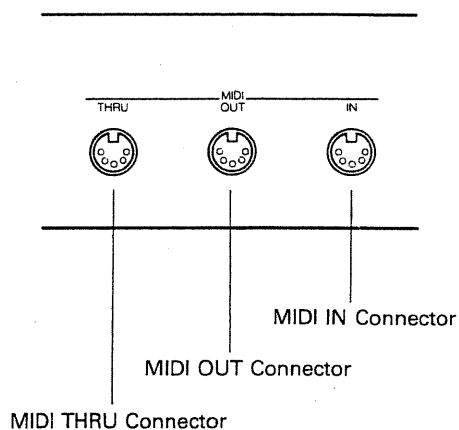 MIDI
THRU OUT IN
MIDI IN Connector
MIDI OUT Connector
MIDI THRU Connector